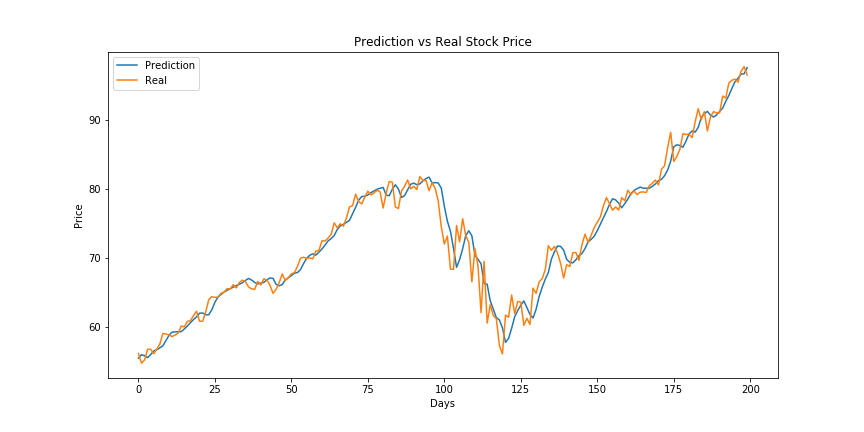 Prediction vs Real Stock Price
Prediction
Real
Price
90
80
70
60
0 25 50 75 100 125 150 175 200
Days